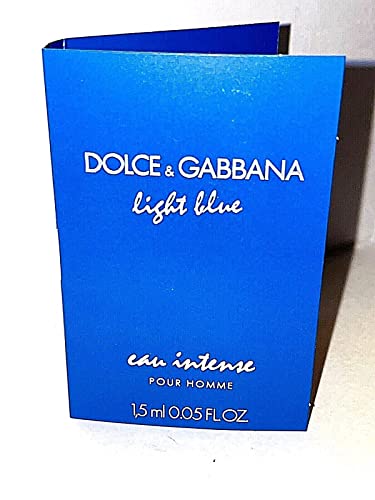 DOLCE & GABBANA
light blue
eau intense
POUR HOMME
1,5 ml 0.05 FL OZ